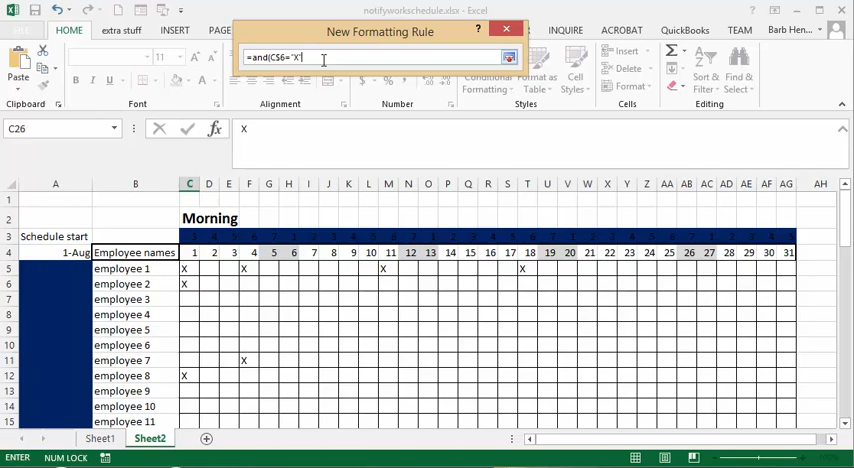 notifyworkschedule.xlsx - Excel
HOME extra stuff INSERT PAGE INQUIRE ACROBAT QuickBooks TEAM Barb Hen...
New Formatting Rule ?
=and(C$6="X"
Paste
B I U
Clipboard Font Alignment Number Styles Cells Editing
Conditional Formatting
Format as Table
Cell Styles
Insert
Delete
Format
C26 fx X
A B C D E F G H I J K L M N O P Q R S T U V W X Y Z AA AB AC AD AE AF AG AH
1
2 Morning
3 Schedule start
4 1-Aug Employee names 1 2 3 4 5 6 7 8 9 10 11 12 13 14 15 16 17 18 19 20 21 22 23 24 25 26 27 28 29 30 31
5 employee 1 X X X X
6 employee 2 X
7 employee 3
8 employee 4
9 employee 5
10 employee 6
11 employee 7 X
12 employee 8 X
13 employee 9
14 employee 10
15 employee 11
Sheet1 Sheet2
ENTER NUM LOCK